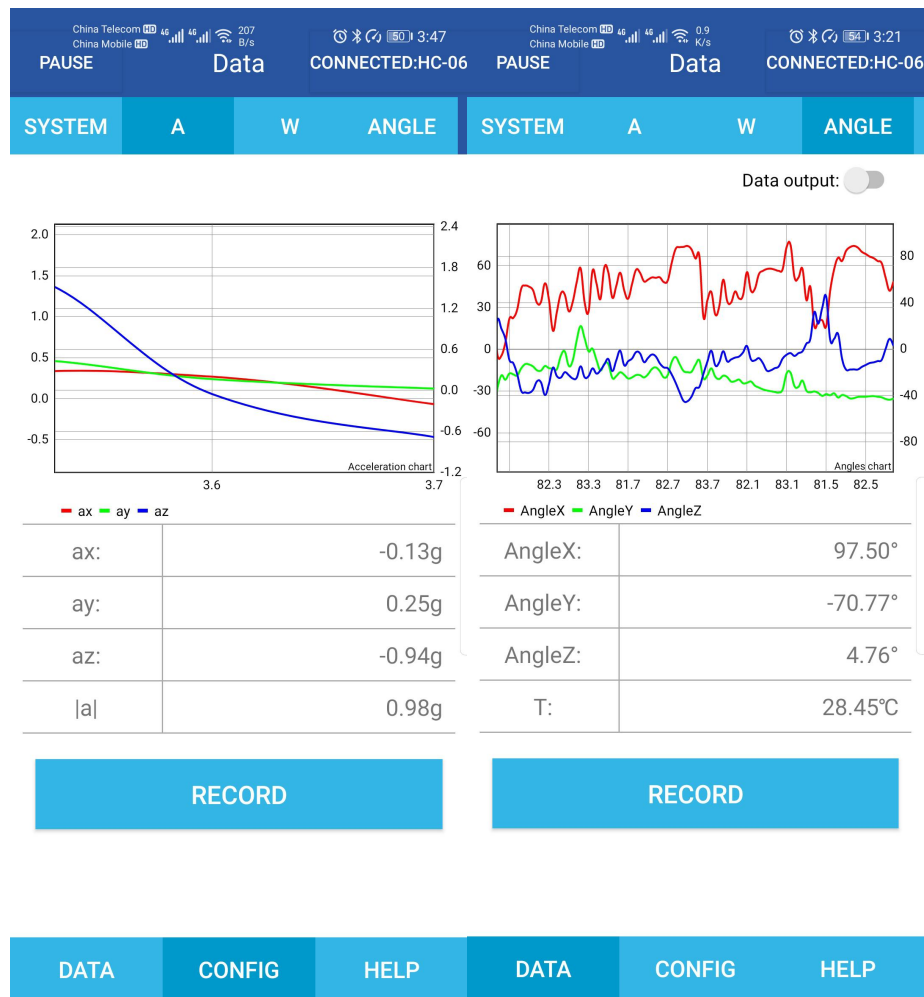 China Telecom HD 4G 4G 207 50 3:47
China Mobile HD B/s
PAUSE Data CONNECTED:HC-06
SYSTEM A W ANGLE
2.0 2.4
1.5 1.8
1.0 1.2
0.5 0.6
0.0 0.0
-0.5 -0.6
Acceleration chart -1.2
3.6 3.7
ax ay az
ax: -0.13g
ay: 0.25g
az: -0.94g
|a| 0.98g
RECORD
DATA CONFIG HELP
China Telecom HD 4G 4G 0.9 54 3:21
China Mobile HD K/s
PAUSE Data CONNECTED:HC-06
SYSTEM A W ANGLE
Data output:
60 80
30 40
0 0
-30 -40
-60 -80
Angles chart
82.3 83.3 81.7 82.7 83.7 82.1 83.1 81.5 82.5
AngleX AngleY AngleZ
AngleX: 97.50°
AngleY: -70.77°
AngleZ: 4.76°
T: 28.45℃
RECORD
DATA CONFIG HELP